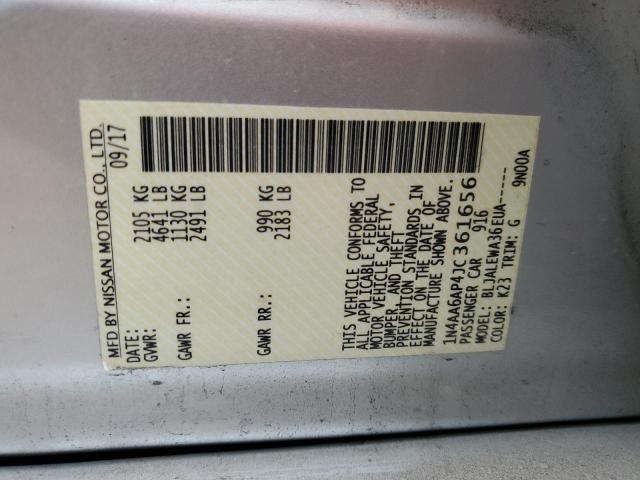 MFD BY NISSAN MOTOR CO., LTD.
DATE: 09/17
GVWR: 2105 KG
4641 LB
GAWR FR.: 1130 KG
2491 LB
GAWR RR.: 990 KG
2183 LB
THIS VEHICLE CONFORMS TO
ALL APPLICABLE FEDERAL
MOTOR VEHICLE SAFETY,
BUMPER, AND THEFT
PREVENTION STANDARDS IN
EFFECT ON THE DATE OF
MANUFACTURE SHOWN ABOVE.
1N4AA6AP4JC361656
PASSENGER CAR 916
MODEL: BLJALEWA36EUA------
COLOR: K23 TRIM: G 9N00A